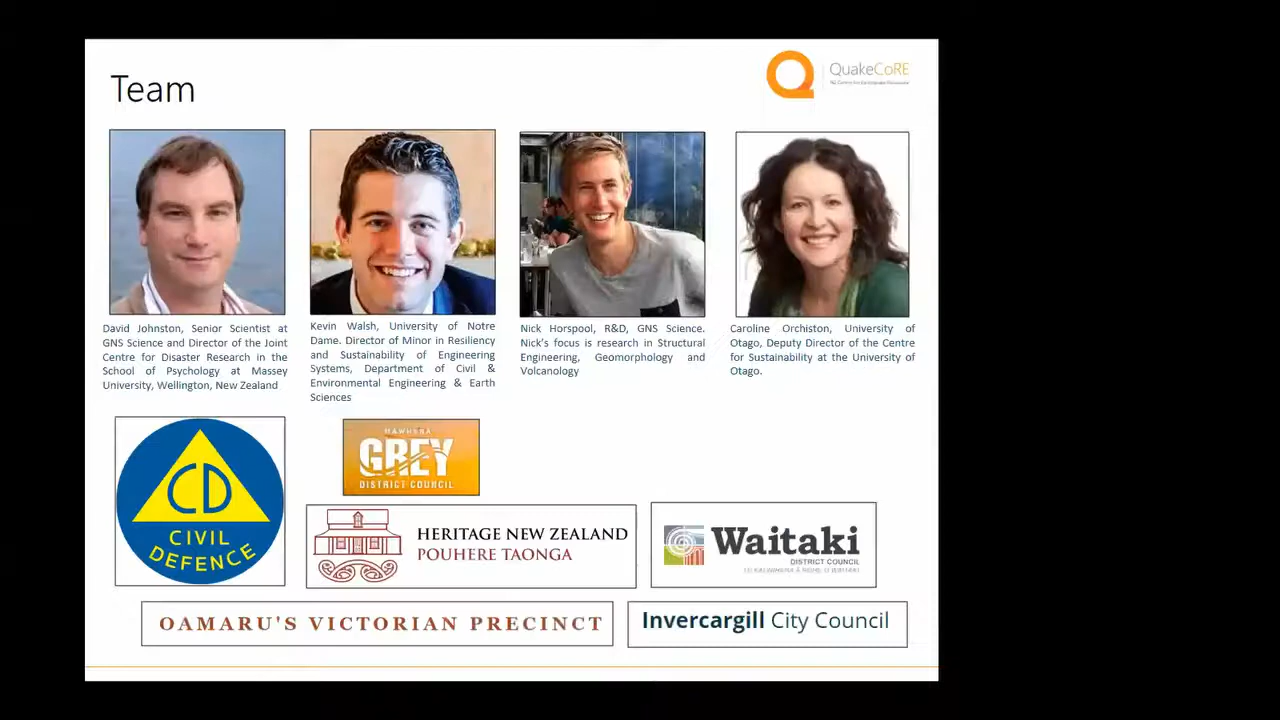 Team
QuakeCoRE
NZ Centre for Earthquake Resilience
David Johnston, Senior Scientist at
GNS Science and Director of the Joint
Centre for Disaster Research in the
School of Psychology at Massey
University, Wellington, New Zealand
Kevin Walsh, University of Notre
Dame. Director of Minor in Resiliency
and Sustainability of Engineering
Systems, Department of Civil &
Environmental Engineering & Earth
Sciences
Nick Horspool, R&D, GNS Science.
Nick's focus is research in Structural
Engineering, Geomorphology and
Volcanology
Caroline Orchiston, University of
Otago, Deputy Director of the Centre
for Sustainability at the University of
Otago.
CD
CIVIL
DEFENCE
MAWHERA
GREY
DISTRICT COUNCIL
HERITAGE NEW ZEALAND
POUHERE TAONGA
Waitaki
DISTRICT COUNCIL
OAMARU'S VICTORIAN PRECINCT
Invercargill City Council